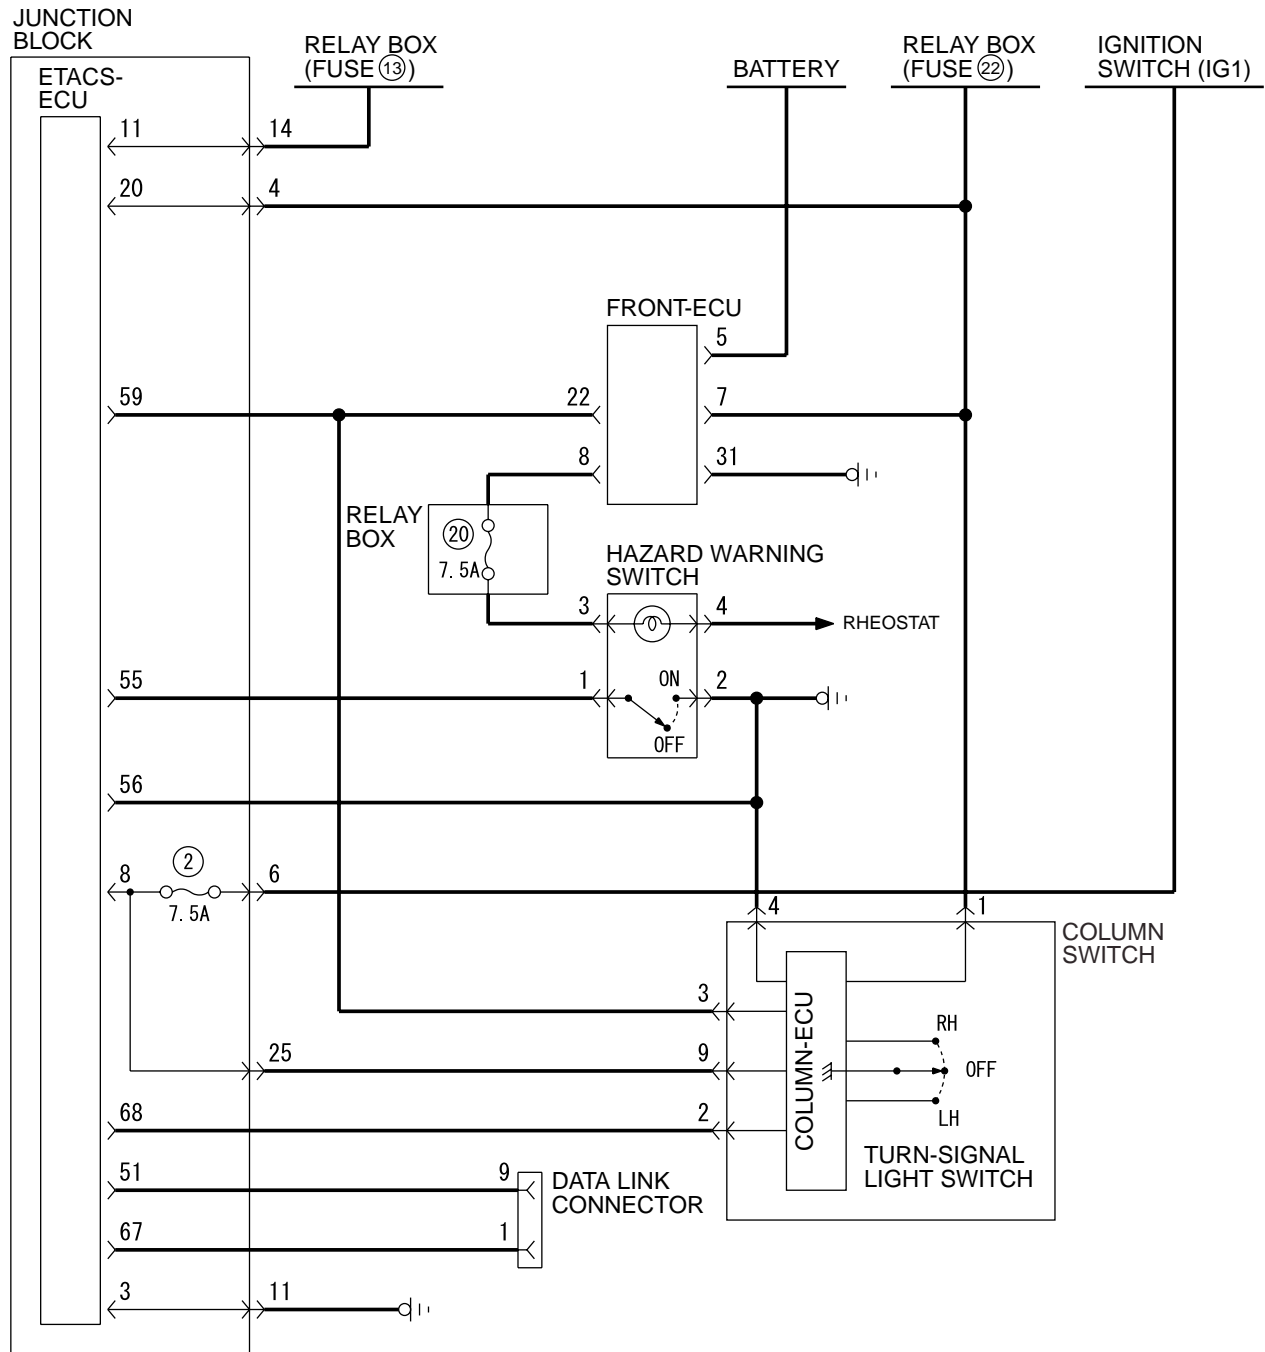 JUNCTION
BLOCK
RELAY BOX
(FUSE 13)
BATTERY
RELAY BOX
(FUSE 22)
IGNITION
SWITCH (IG1)
ETACS-
ECU
11
14
20
4
FRONT-ECU
5
59
22
7
8
31
RELAY
BOX
20
7.5A
HAZARD WARNING
SWITCH
3
4
RHEOSTAT
55
1
ON
2
OFF
56
8
2
7.5A
6
4
1
COLUMN
SWITCH
3
COLUMN-ECU
RH
25
9
OFF
68
2
LH
TURN-SIGNAL
LIGHT SWITCH
51
9
DATA LINK
CONNECTOR
67
1
3
11